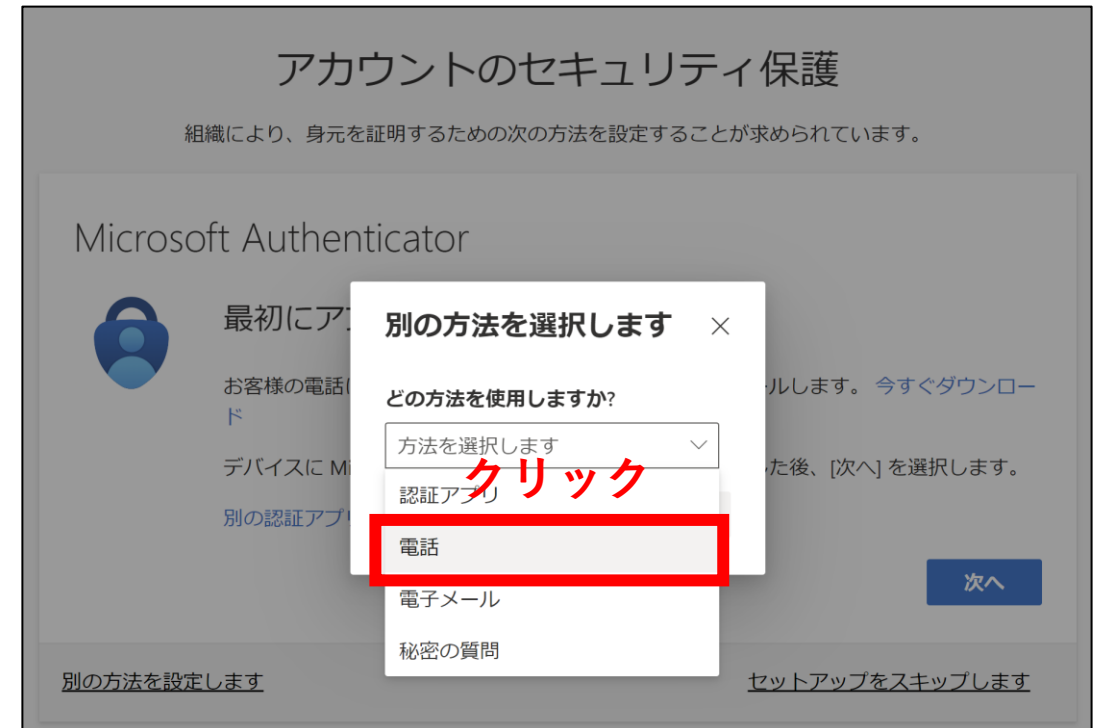 アカウントのセキュリティ保護
組織により、身元を証明するための次の方法を設定することが求められています。
Microsoft Authenticator
最初にア
別の方法を選択します
お客様の電話
ルします。 今すぐダウンロー
ド
どの方法を使用しますか?
方法を選択します
デバイスに Mi
た後、[次へ] を選択します。
クリック
認証アプリ
別の認証アプリ
電話
電子メール
次へ
秘密の質問
別の方法を設定します
セットアップをスキップします